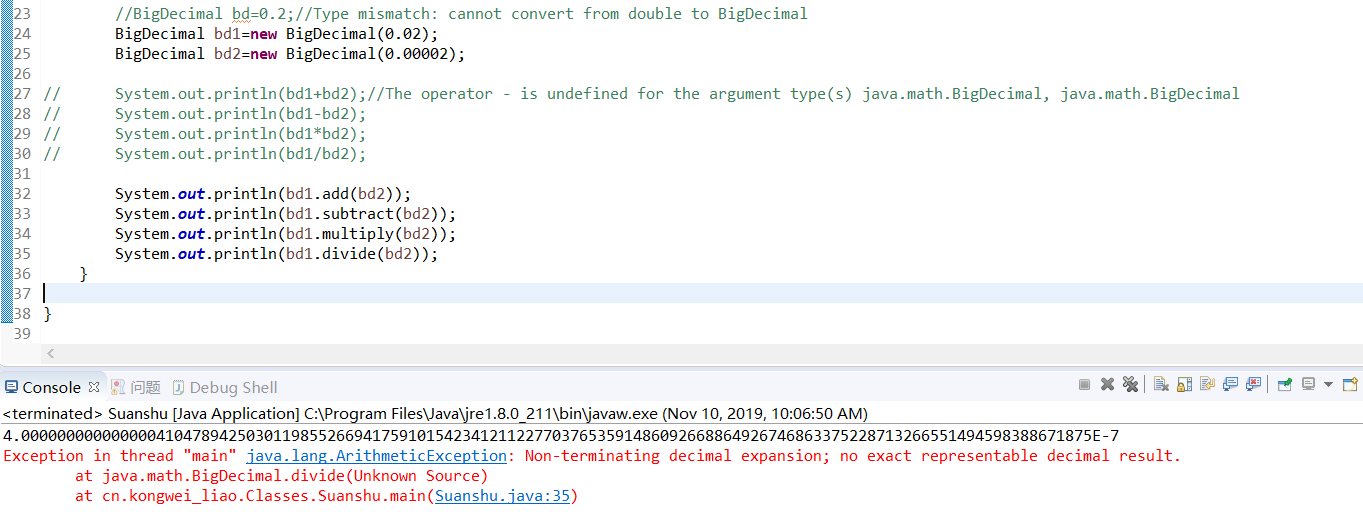 23 //BigDecimal bd=0.2;//Type mismatch: cannot convert from double to BigDecimal
24 BigDecimal bd1=new BigDecimal(0.02);
25 BigDecimal bd2=new BigDecimal(0.00002);
26
27 // System.out.println(bd1+bd2);//The operator - is undefined for the argument type(s) java.math.BigDecimal, java.math.BigDecimal
28 // System.out.println(bd1-bd2);
29 // System.out.println(bd1*bd2);
30 // System.out.println(bd1/bd2);
31
32 System.out.println(bd1.add(bd2));
33 System.out.println(bd1.subtract(bd2));
34 System.out.println(bd1.multiply(bd2));
35 System.out.println(bd1.divide(bd2));
36 }
37
38 }
39
Console 问题 Debug Shell
<terminated> Suanshu [Java Application] C:\Program Files\Java\jre1.8.0_211\bin\javaw.exe (Nov 10, 2019, 10:06:50 AM)
4.000000000000000410478942503011985526694175910154234121122770376535914860926688649267468633752287132665514945983886718​75E-7
Exception in thread "main" java.lang.ArithmeticException: Non-terminating decimal expansion; no exact representable decimal result.
at java.math.BigDecimal.divide(Unknown Source)
at cn.kongwei_liao.Classes.Suanshu.main(Suanshu.java:35)